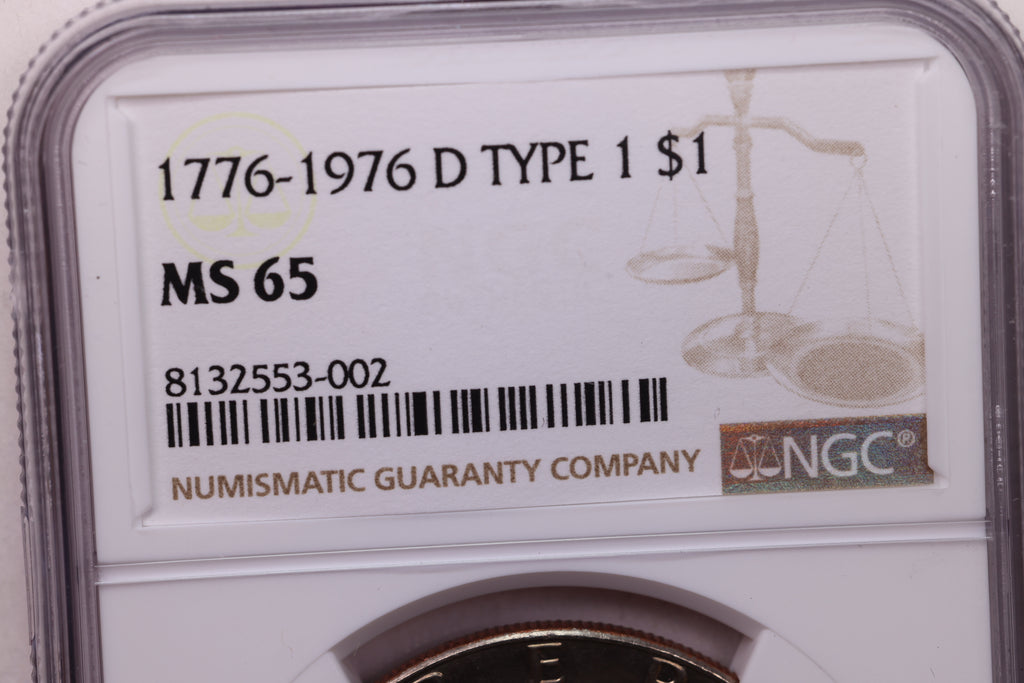 1776-1976 D TYPE 1 $1
MS 65
8132553-002
NUMISMATIC GUARANTY COMPANY
NGC®